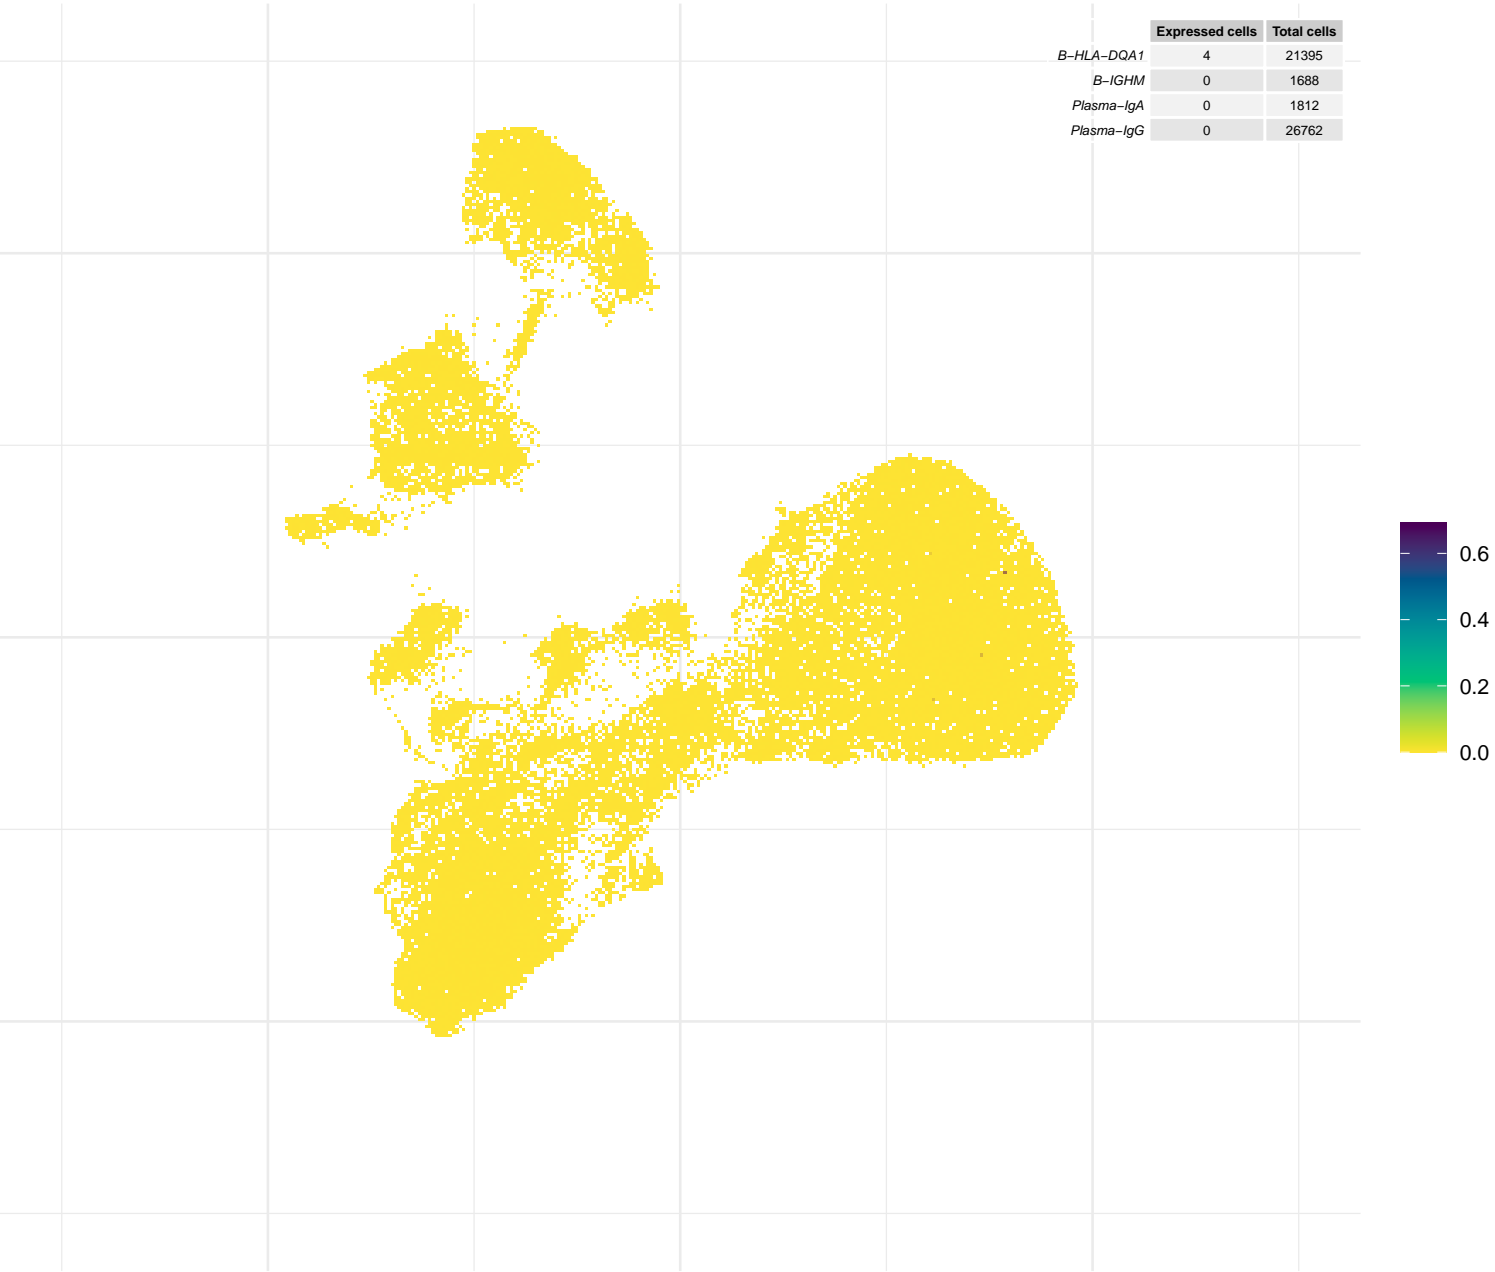 Expressed cells Total cells
B−HLA−DQA1 4 21395
B−IGHM 0 1688
Plasma−IgA 0 1812
Plasma−IgG 0 26762
0.6
0.4
0.2
0.0